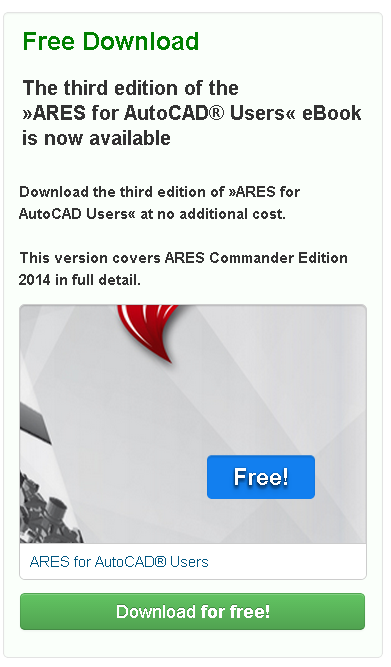 Free Download
The third edition of the
»ARES for AutoCAD® Users« eBook
is now available
Download the third edition of »ARES for
AutoCAD Users« at no additional cost.
This version covers ARES Commander Edition
2014 in full detail.
Free!
ARES for AutoCAD® Users
Download for free!